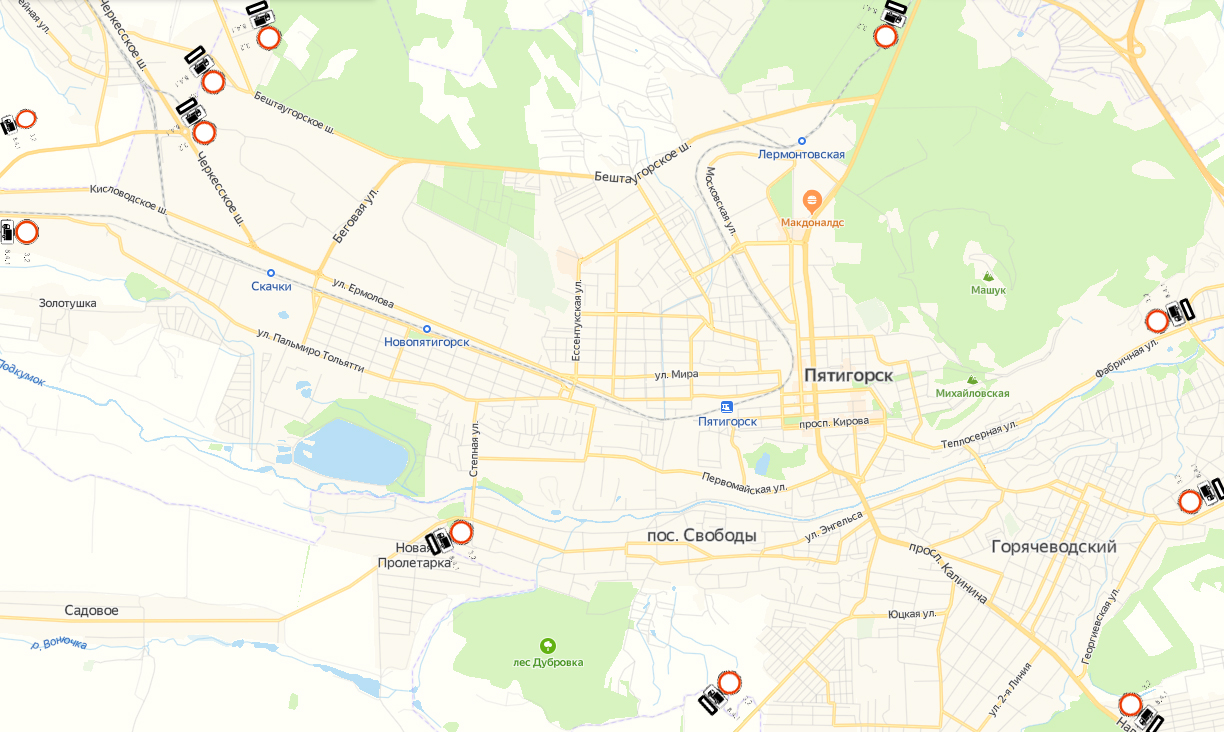 ейная ул.
Черкесское ш.
Бештаугорское ш.
Лермонтовская
Бештаугорское ш.
Московская ул.
Черкесское ш.
Кисловодское ш.
Беговая ул.
Макдоналдс
Скачки
ул. Ермолова
Машук
Золотушка
Ессентукская ул.
Новопятигорск
ул. Пальмиро Тольятти
Фабричная ул.
Подкумок
ул. Мира
Пятигорск
Михайловская
Пятигорск
просп. Кирова
Теплосерная ул.
Степная ул.
Первомайская ул.
ул. Энгельса
пос. Свободы
Новая
Пролетарка
Горячеводский
просп. Калинина
Садовое
Юцкая ул.
Георгиевская ул.
р. Вонючка
лес Дубровка
ул. 2-я Линия